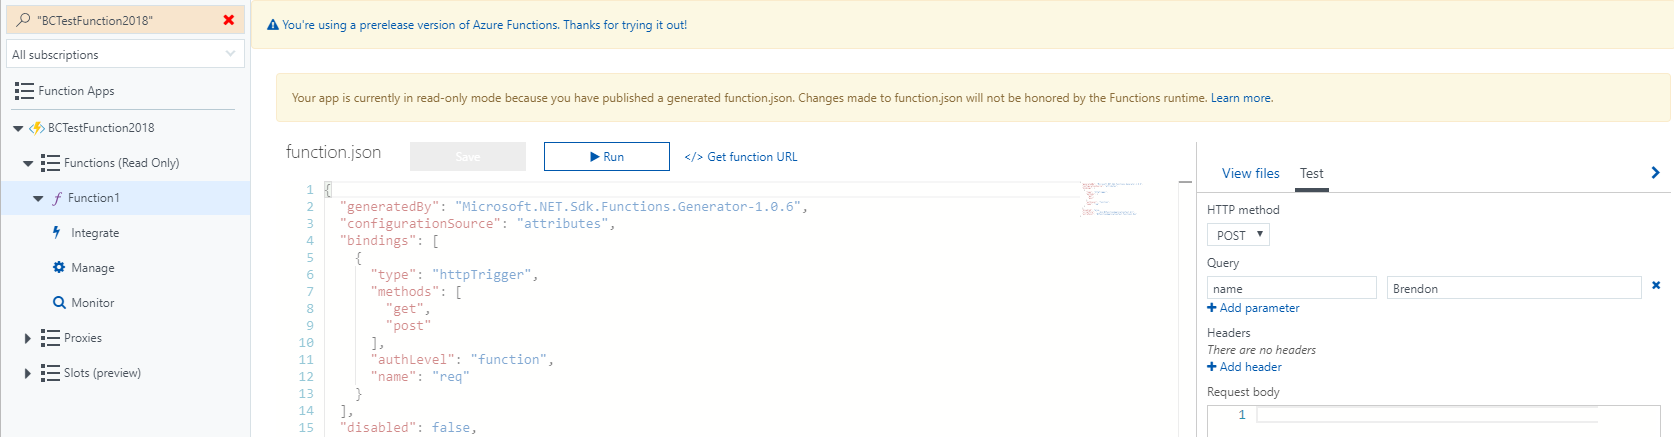 "BCTestFunction2018"
All subscriptions
Function Apps
BCTestFunction2018
Functions (Read Only)
Function1
Integrate
Manage
Monitor
Proxies
Slots (preview)
You're using a prerelease version of Azure Functions. Thanks for trying it out!
Your app is currently in read-only mode because you have published a generated function.json. Changes made to function.json will not be honored by the Functions runtime. Learn more.
function.json
Save
Run
</> Get function URL
1 {
2 "generatedBy": "Microsoft.NET.Sdk.Functions.Generator-1.0.6",
3 "configurationSource": "attributes",
4 "bindings": [
5 {
6 "type": "httpTrigger",
7 "methods": [
8 "get",
9 "post"
10 ],
11 "authLevel": "function",
12 "name": "req"
13 }
14 ],
15 "disabled": false,
View files
Test
HTTP method
POST
Query
name
Brendon
Add parameter
Headers
There are no headers
Add header
Request body
1